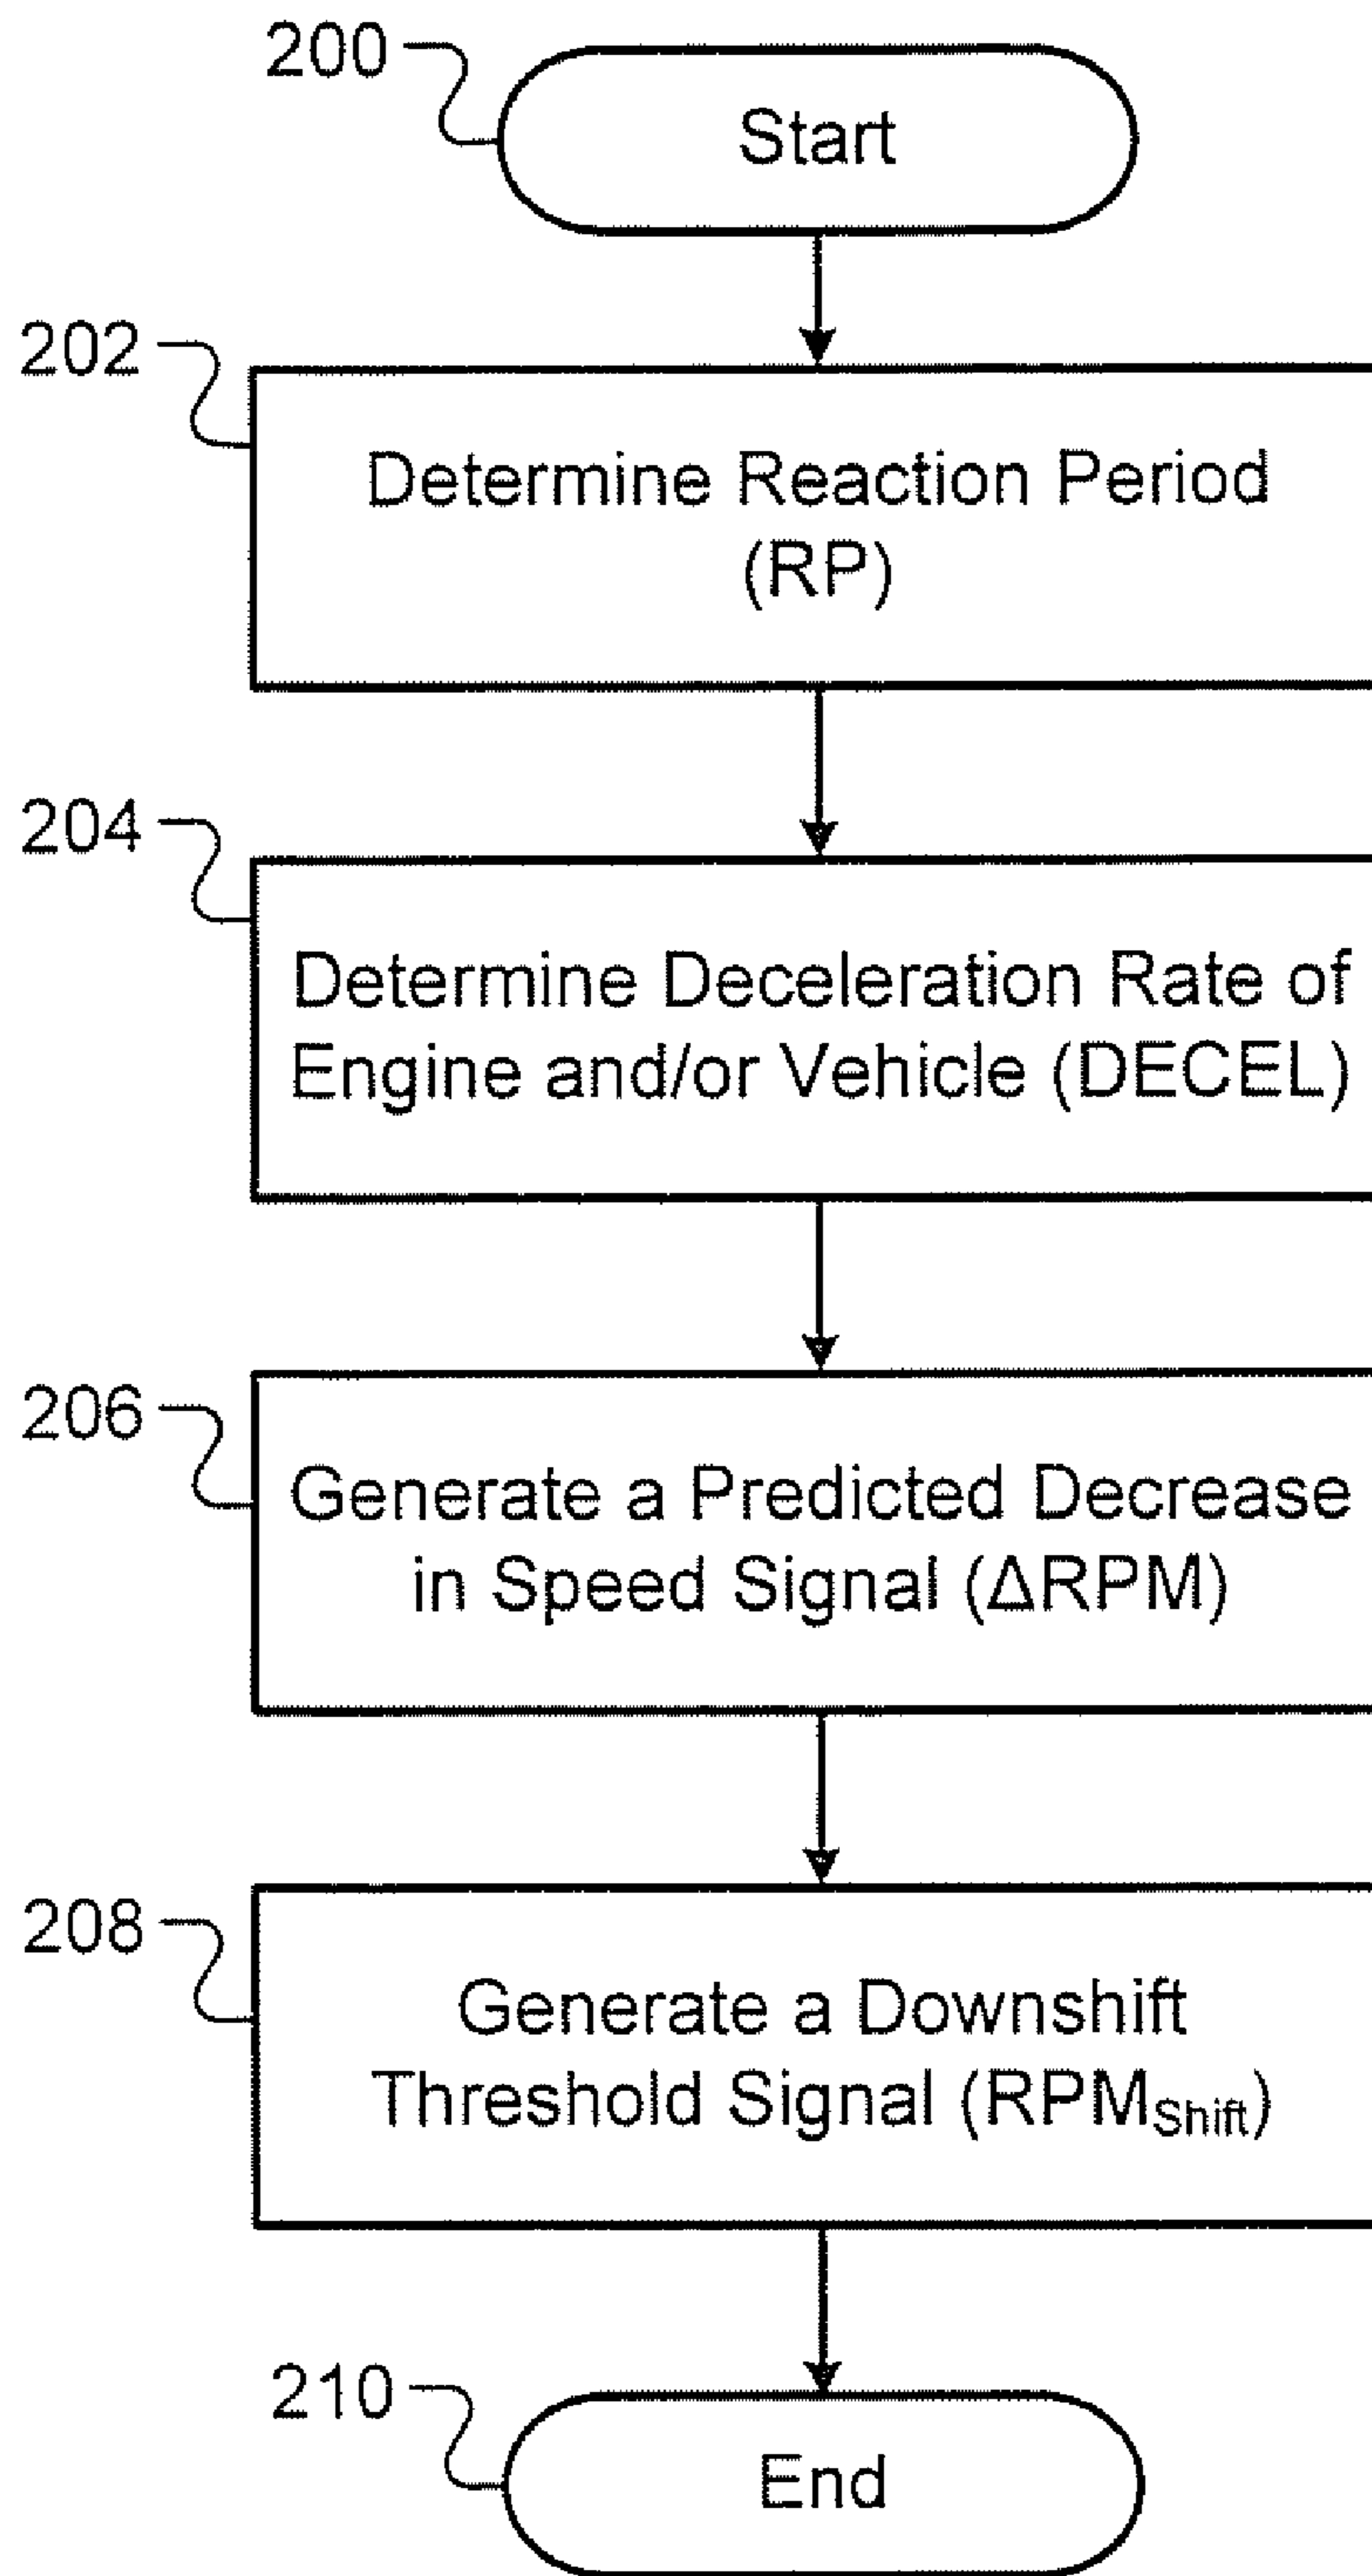 200
Start
202
Determine Reaction Period
(RP)
204
Determine Deceleration Rate of
Engine and/or Vehicle (DECEL)
206
Generate a Predicted Decrease
in Speed Signal (ΔRPM)
208
Generate a Downshift
Threshold Signal (RPMShift)
210
End